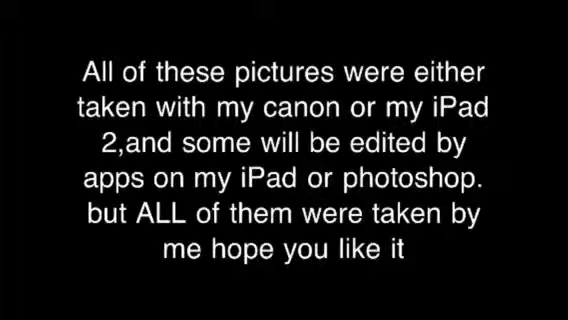 All of these pictures were either
taken with my canon or my iPad
2,and some will be edited by
apps on my iPad or photoshop.
but ALL of them were taken by
me hope you like it